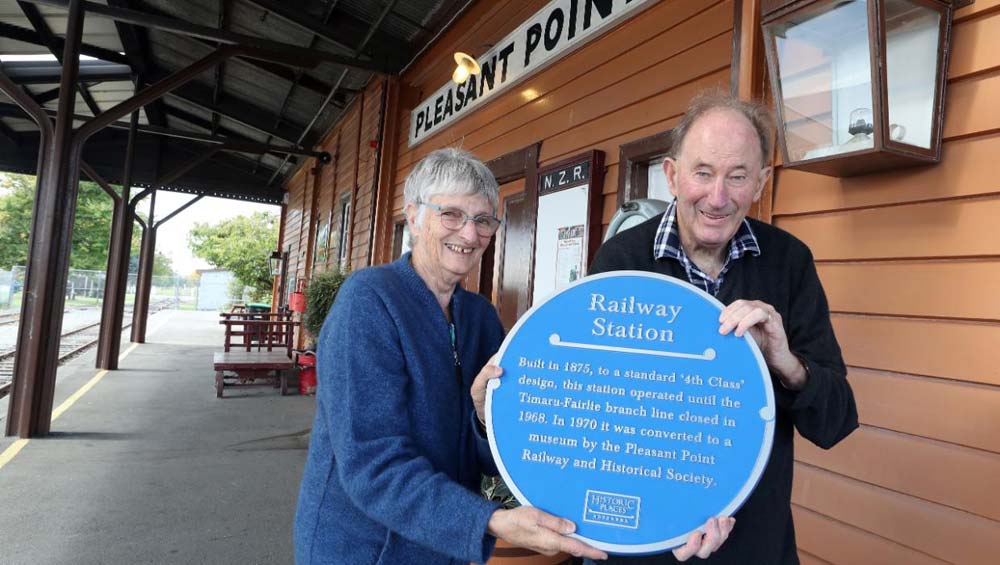 PLEASANT POINT
N.Z.R.
Railway
Station
Built in 1875, to a standard "4th Class"
design, this station operated until the
Timaru-Fairlie branch line closed in
1968. In 1970 it was converted to a
museum by the Pleasant Point
Railway and Historical Society.
HISTORIC
PLACES
AOTEAROA